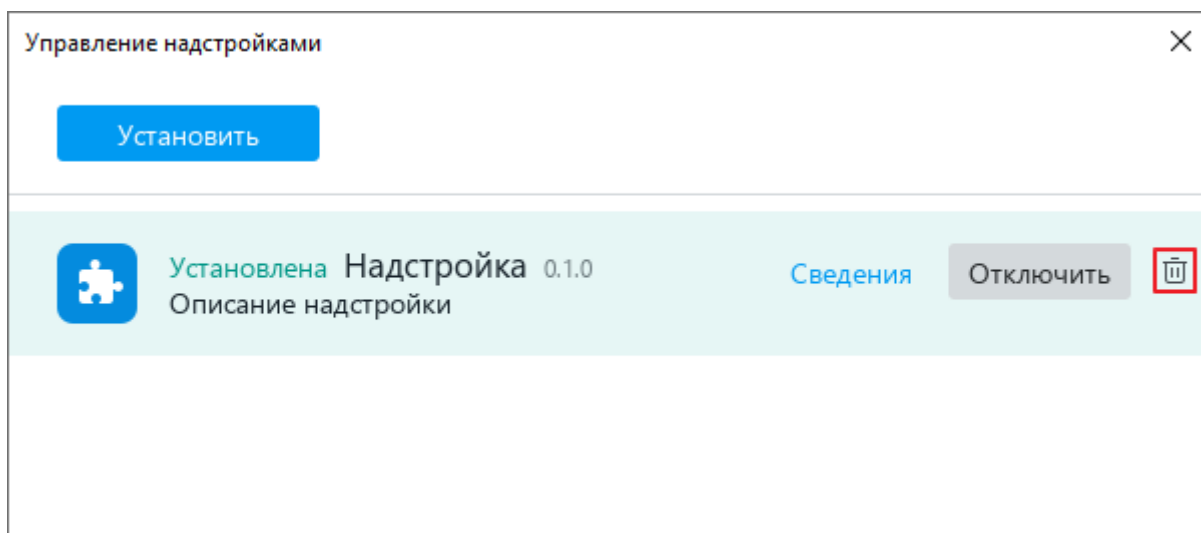 Управление надстройками
Установить
Установлена Надстройка 0.1.0
Сведения
Отключить
Описание надстройки